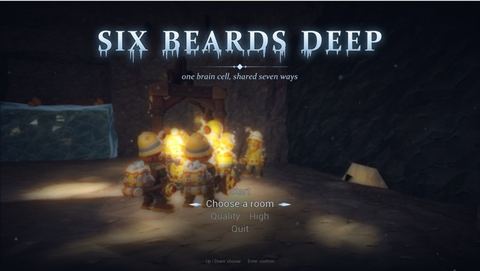 SIX BEARDS DEEP
one brain cell, shared seven ways
Choose a room
Quality High
Quit